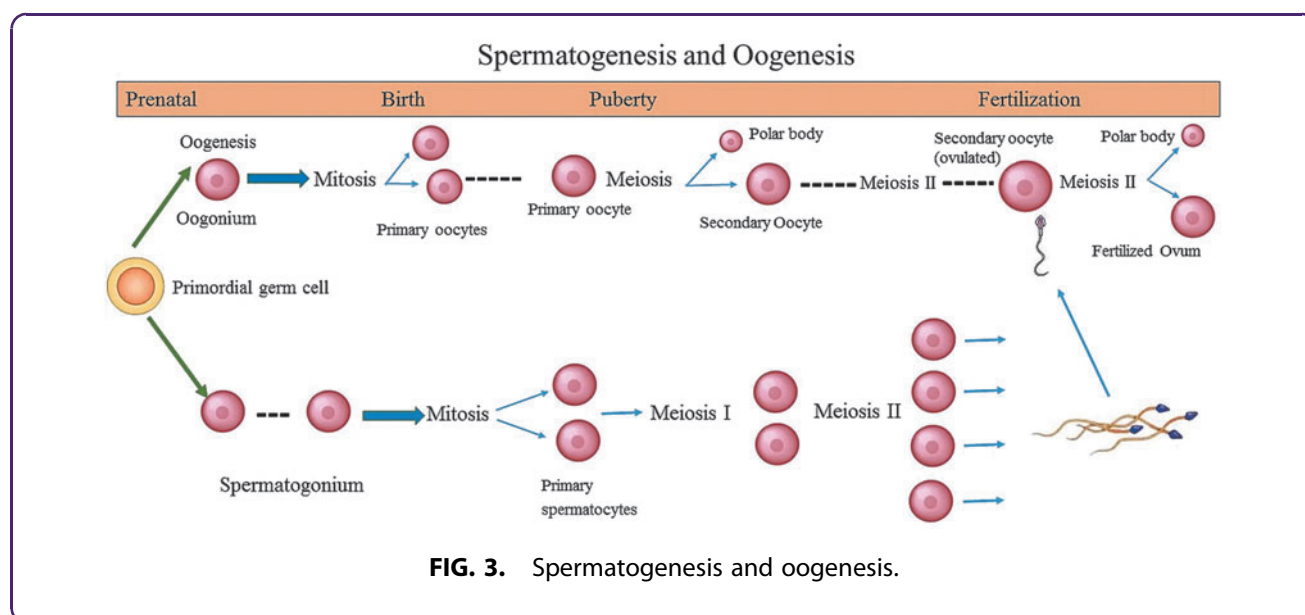 Spermatogenesis and Oogenesis
Prenatal Birth Puberty Fertilization
Oogenesis
Oogonium
Mitosis
Primary oocytes
Primary oocyte
Meiosis
Polar body
Secondary Oocyte
Meiosis II
Secondary oocyte
(ovulated)
Meiosis II
Polar body
Fertilized Ovum
Primordial germ cell
Spermatogonium
Mitosis
Primary
spermatocytes
Meiosis I
Meiosis II
FIG. 3. Spermatogenesis and oogenesis.